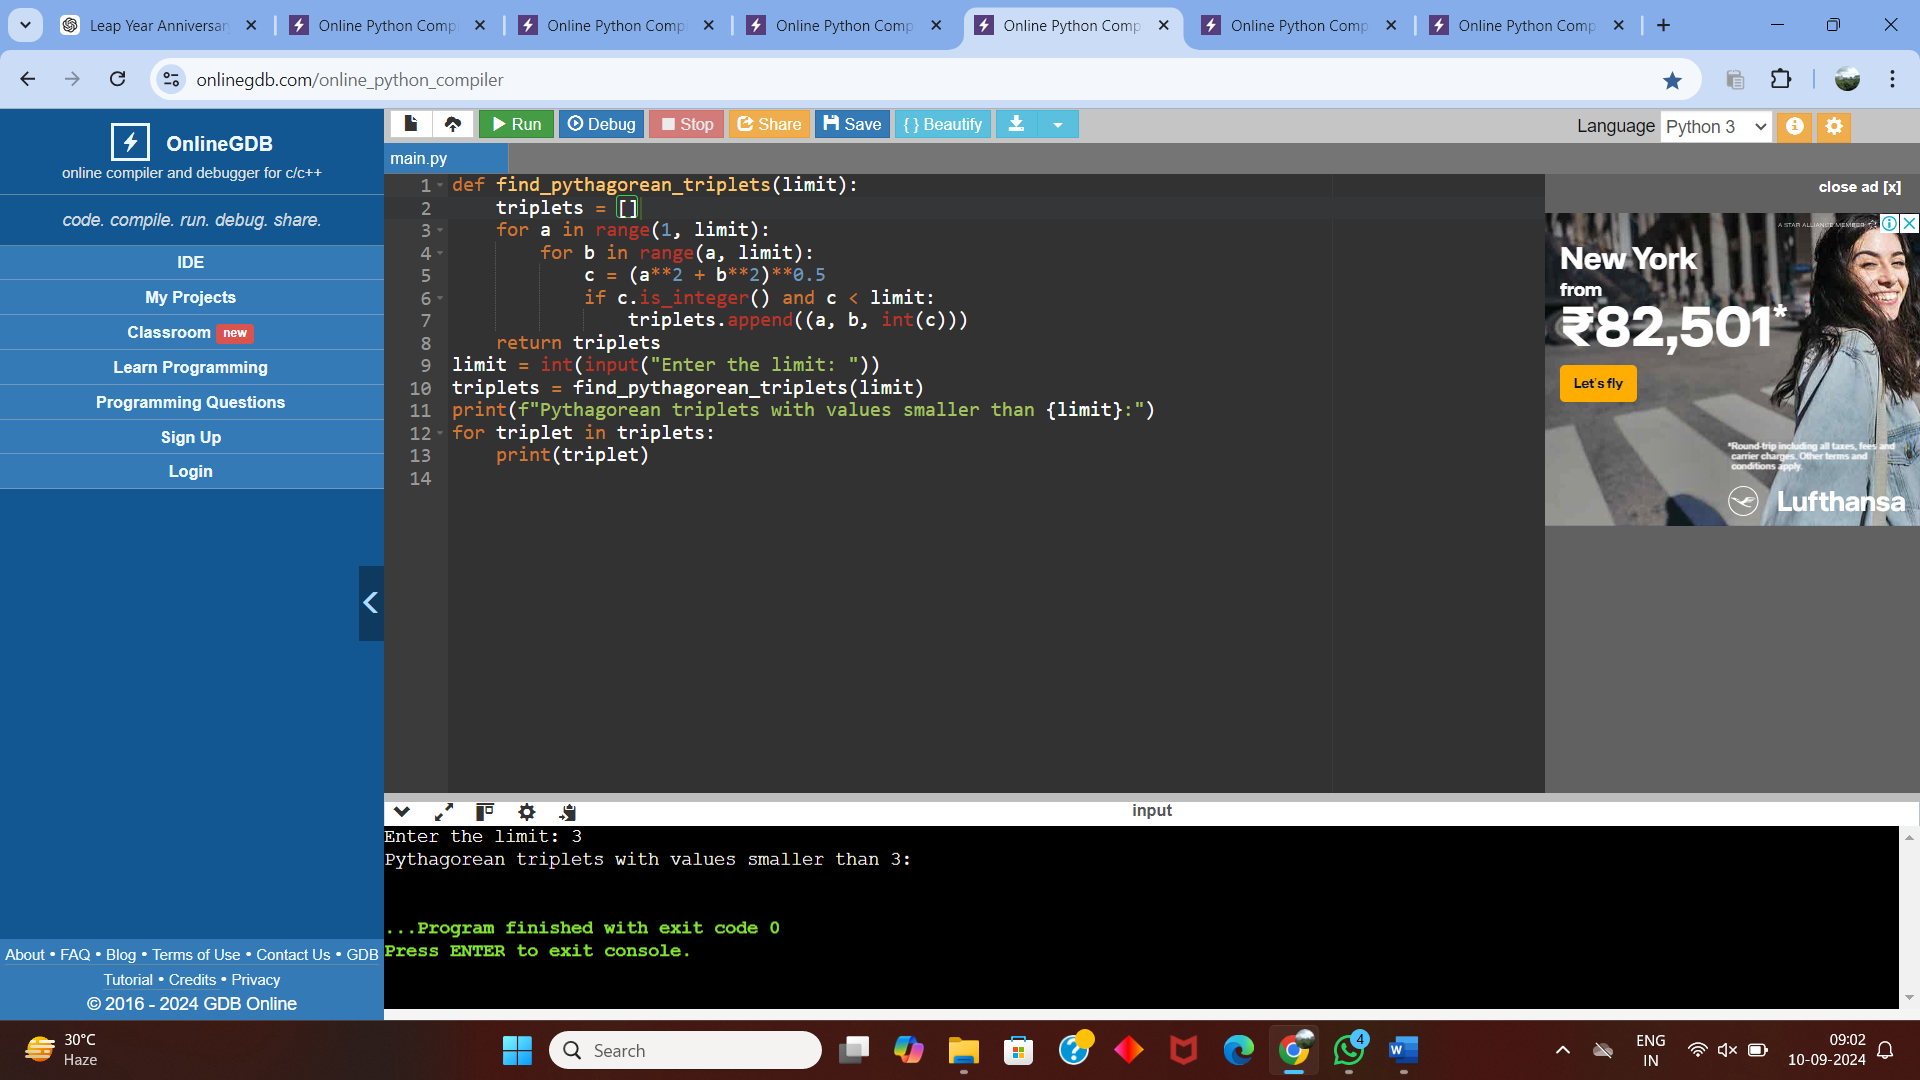 Leap Year Anniversar
Online Python Comp
Online Python Comp
Online Python Comp
Online Python Comp
Online Python Comp
Online Python Comp
onlinegdb.com/online_python_compiler
OnlineGDB
online compiler and debugger for c/c++
code. compile. run. debug. share.
IDE
My Projects
Classroom new
Learn Programming
Programming Questions
Sign Up
Login
About • FAQ • Blog • Terms of Use • Contact Us • GDB
Tutorial • Credits • Privacy
© 2016 - 2024 GDB Online
Run Debug Stop Share Save { } Beautify
Language Python 3
main.py
1 def find_pythagorean_triplets(limit):
2     triplets = []
3     for a in range(1, limit):
4         for b in range(a, limit):
5             c = (a**2 + b**2)**0.5
6             if c.is_integer() and c < limit:
7                 triplets.append((a, b, int(c)))
8     return triplets
9 limit = int(input("Enter the limit: "))
10 triplets = find_pythagorean_triplets(limit)
11 print(f"Pythagorean triplets with values smaller than {limit}:")
12 for triplet in triplets:
13     print(triplet)
14
close ad [x]
A STAR ALLIANCE MEMBER
New York
from
₹82,501*
Let's fly
*Round-trip including all taxes, fees and
carrier charges. Other terms and
conditions apply.
Lufthansa
input
Enter the limit: 3
Pythagorean triplets with values smaller than 3:
...Program finished with exit code 0
Press ENTER to exit console.
30°C
Haze
Search
4
ENG
IN
09:02
10-09-2024